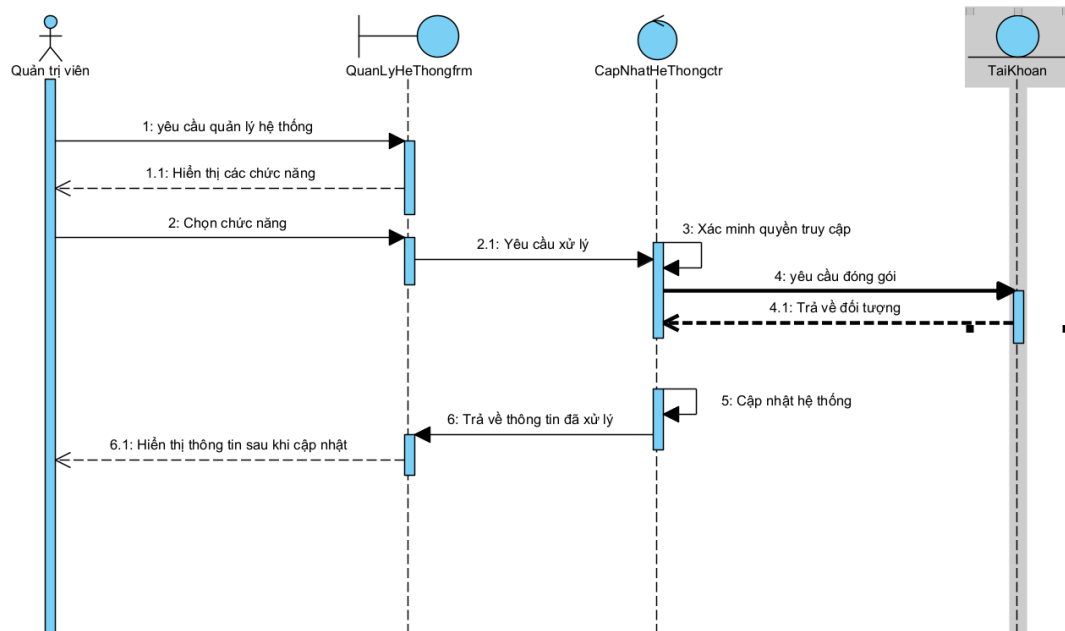 Quản trị viên
QuanLyHeThongfrm
CapNhatHeThongctr
TaiKhoan
1: yêu cầu quản lý hệ thống
1.1: Hiển thị các chức năng
2: Chọn chức năng
2.1: Yêu cầu xử lý
3: Xác minh quyền truy cập
4: yêu cầu đóng gói
4.1: Trả về đối tượng
5: Cập nhật hệ thống
6: Trả về thông tin đã xử lý
6.1: Hiển thị thông tin sau khi cập nhật